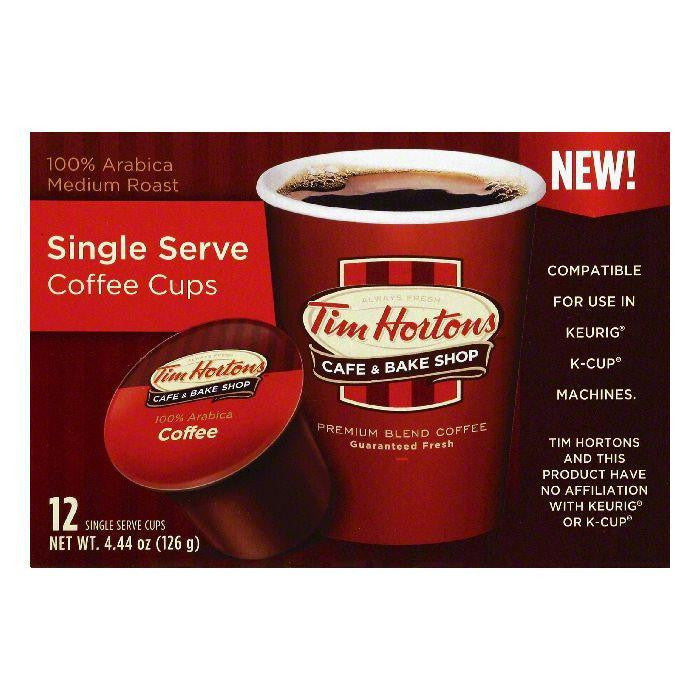 100% Arabica
Medium Roast
Single Serve
Coffee Cups
NEW!
COMPATIBLE
FOR USE IN
KEURIG®
K-CUP®
MACHINES.
TIM HORTONS
AND THIS
PRODUCT HAVE
NO AFFILIATION
WITH KEURIG®
OR K-CUP®
ALWAYS FRESH
Tim Hortons
CAFE & BAKE SHOP
PREMIUM BLEND COFFEE
Guaranteed Fresh
ALWAYS FRESH
Tim Hortons
CAFE & BAKE SHOP
100% Arabica
Coffee
12 SINGLE SERVE CUPS
NET WT. 4.44 oz (126 g)